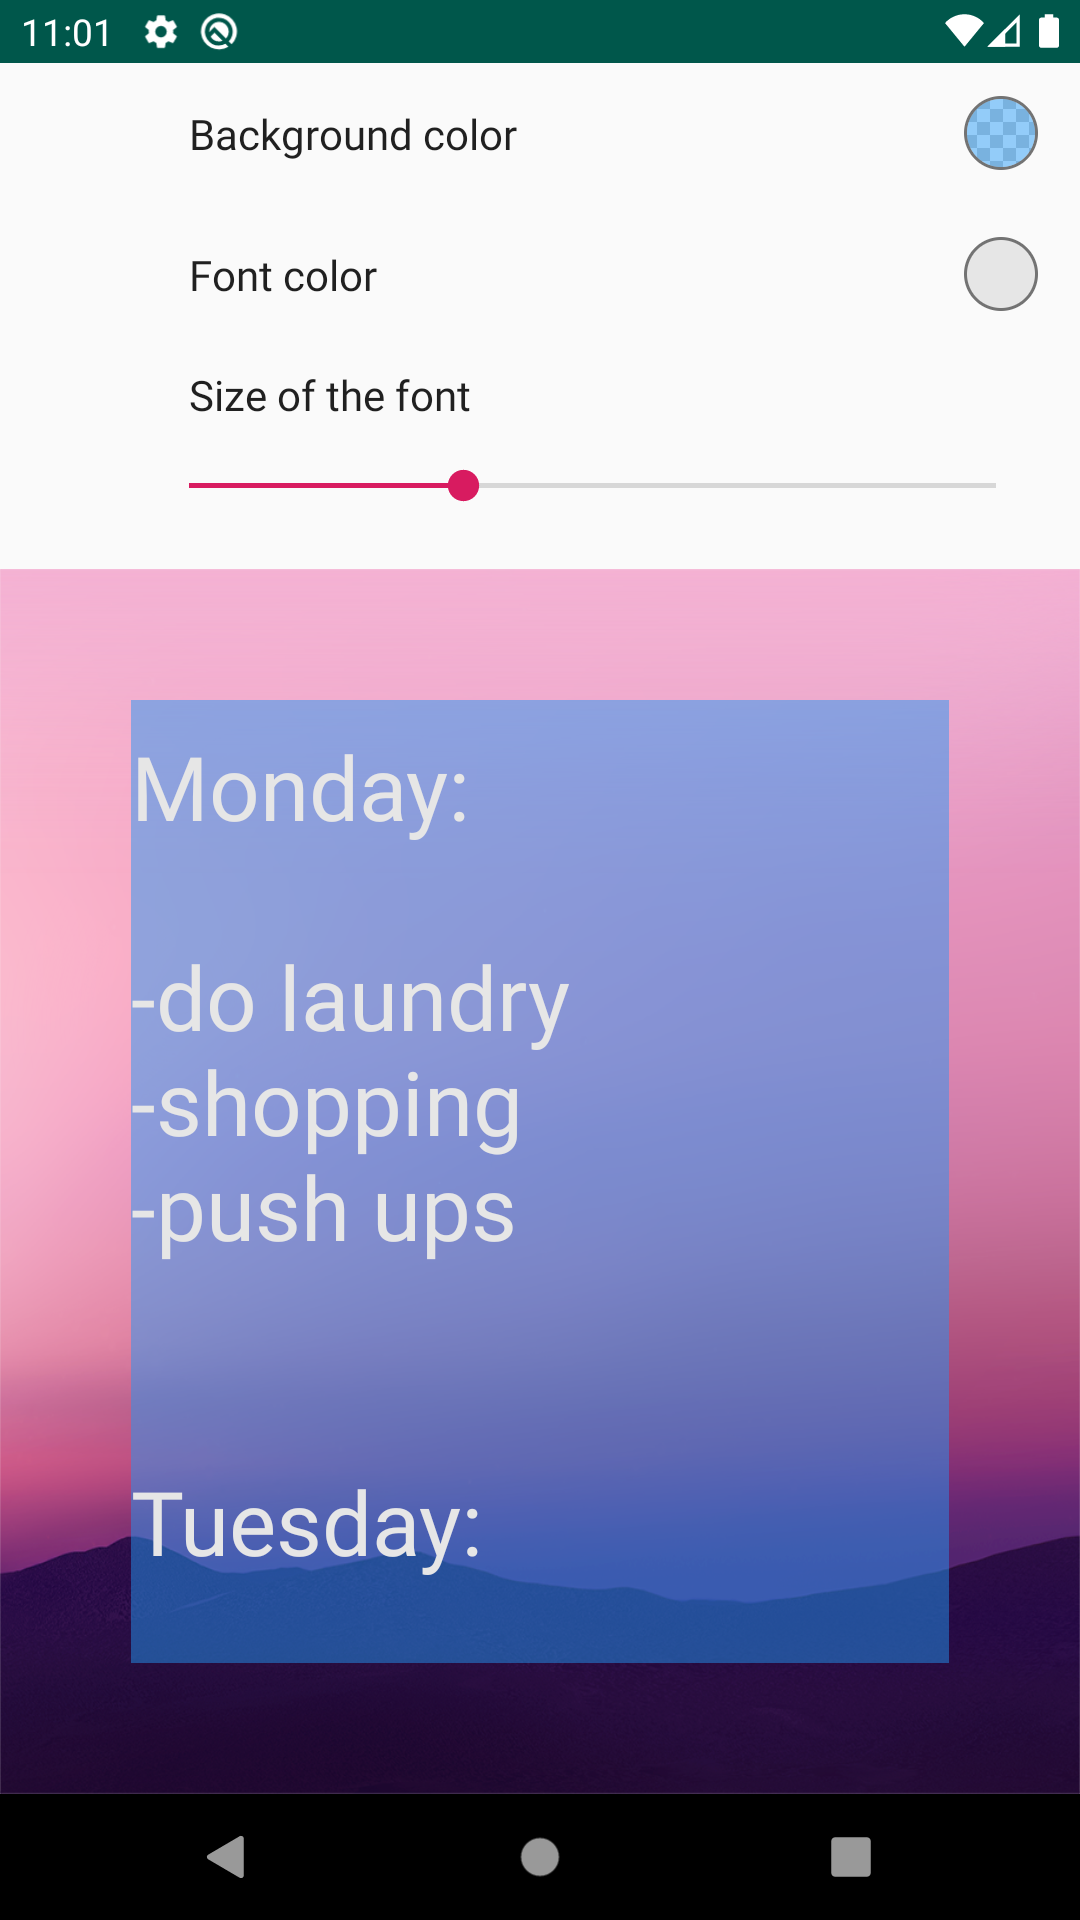 11:01
Background color
Font color
Size of the font
Monday:
-do laundry
-shopping
-push ups
Tuesday: